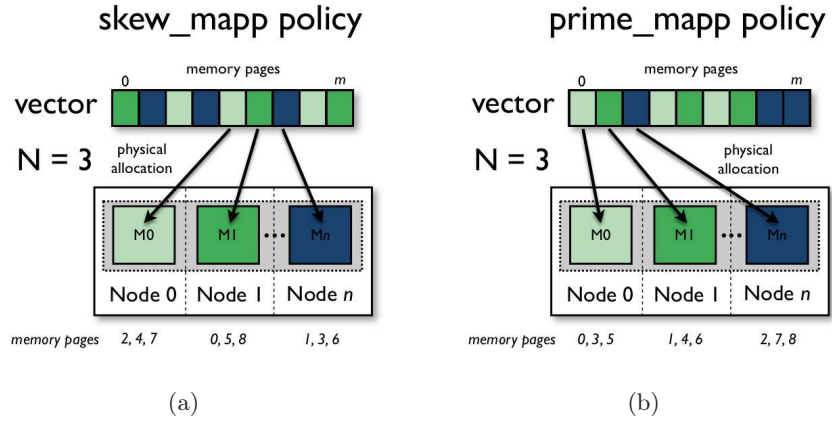 skew_mapp policy
0
memory pages
m
vector
N = 3
physical
allocation
M0
M1
Mn
Node 0
Node 1
Node n
memory pages
2, 4, 7
0, 5, 8
1, 3, 6
(a)
prime_mapp policy
0
memory pages
m
vector
N = 3
physical
allocation
M0
M1
Mn
Node 0
Node 1
Node n
memory pages
0, 3, 5
1, 4, 6
2, 7, 8
(b)